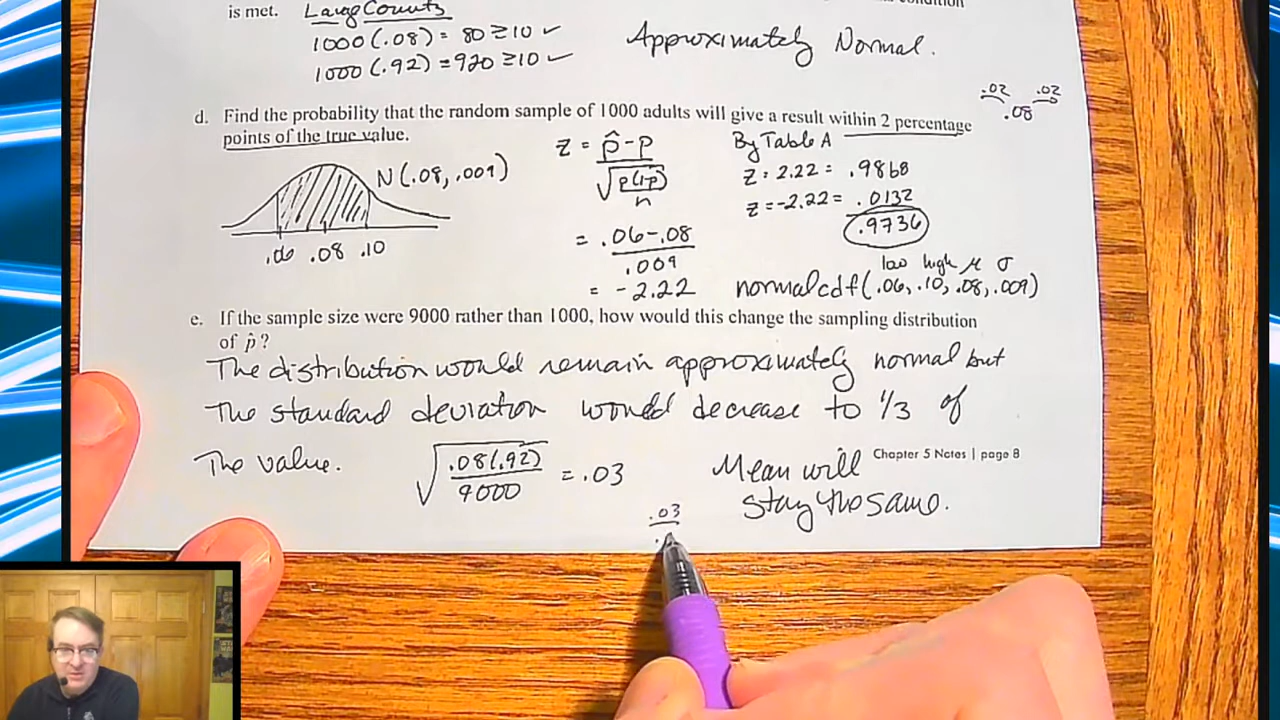 is met. Large Counts
1000(.08) = 80 ≥ 10 ✓
1000(.92) = 920 ≥ 10 ✓
Approximately Normal.
.02 .02
.08
d. Find the probability that the random sample of 1000 adults will give a result within 2 percentage
points of the true value.
N(.08, .009)
.06 .08 .10
z = p̂ - p / √(p(1-p)/n)
= .06 - .08 / .009
= -2.22
By Table A
z: 2.22 = .9868
z = -2.22 = .0132
.9736
low high μ σ
normalcdf(.06, .10, .08, .009)
e. If the sample size were 9000 rather than 1000, how would this change the sampling distribution
of p̂?
The distribution would remain approximately normal but
The standard deviation would decrease to 1/3 of
The value.
√(.08(.92)/9000) = .03
Mean will
stay the same.
Chapter 5 Notes | page 8
.03